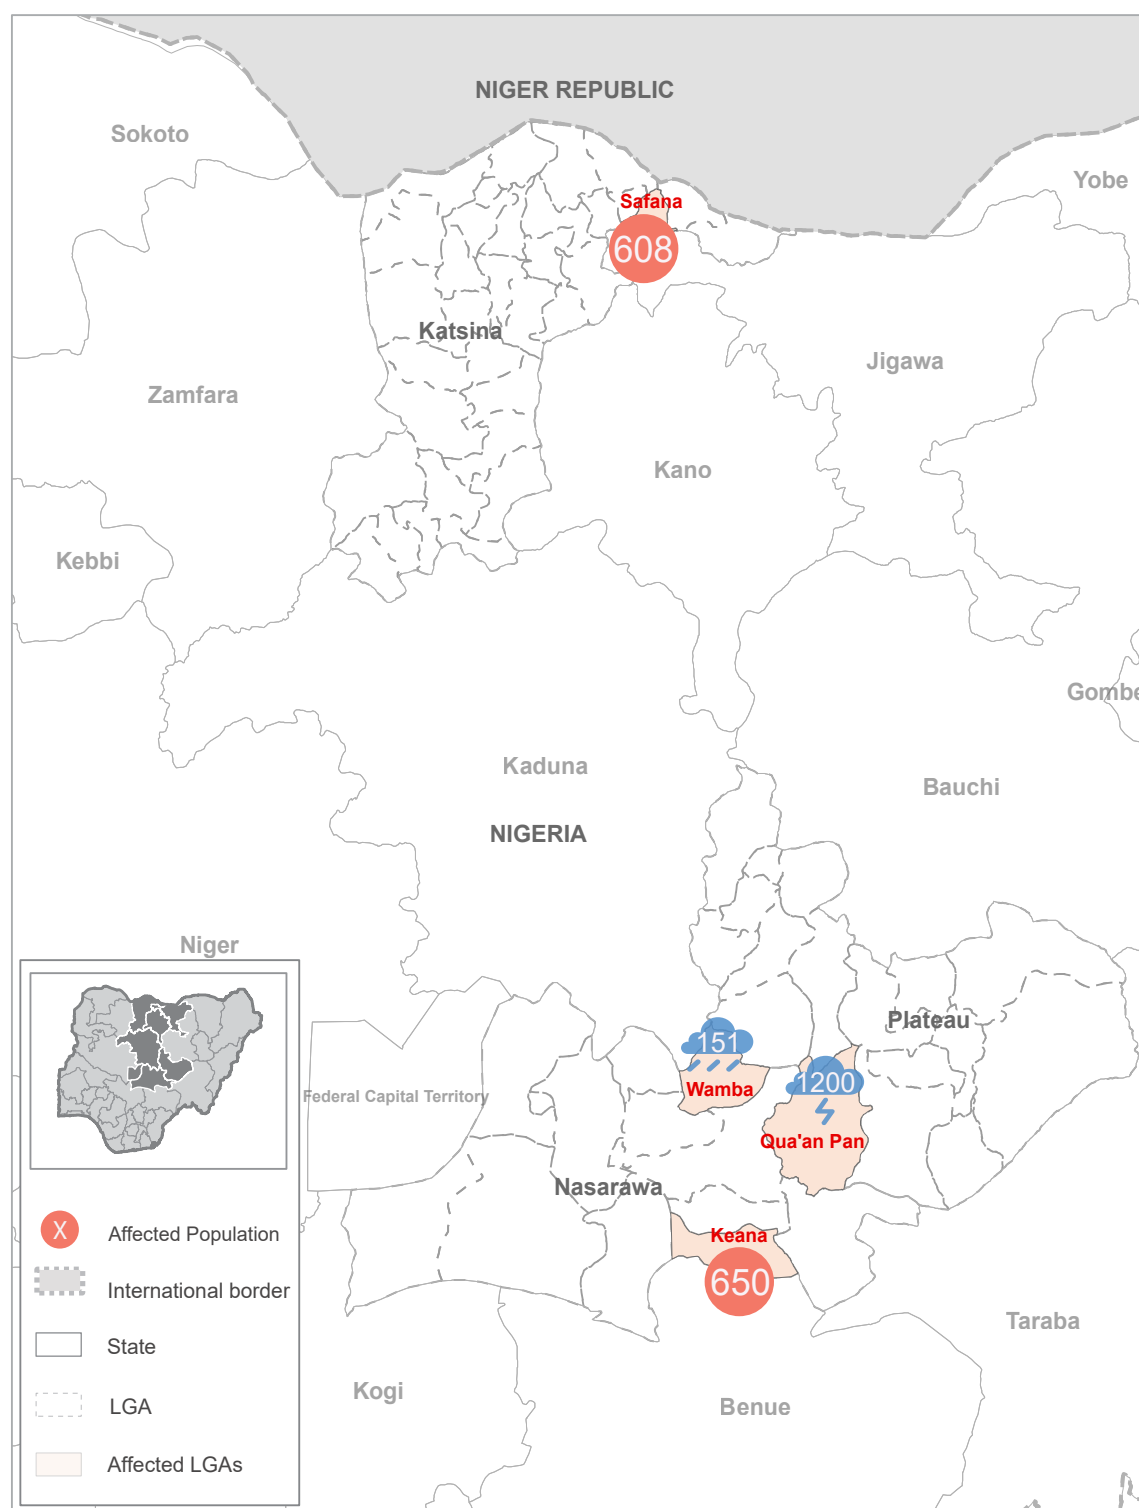 NIGER REPUBLIC
Sokoto
Yobe
Safana
608
Katsina
Jigawa
Zamfara
Kano
Kebbi
Gombe
Kaduna
Bauchi
NIGERIA
Niger
Plateau
151
1200
Wamba
Federal Capital Territory
Qua'an Pan
Nasarawa
Keana
650
Taraba
Kogi
Benue
X
Affected Population
International border
State
LGA
Affected LGAs